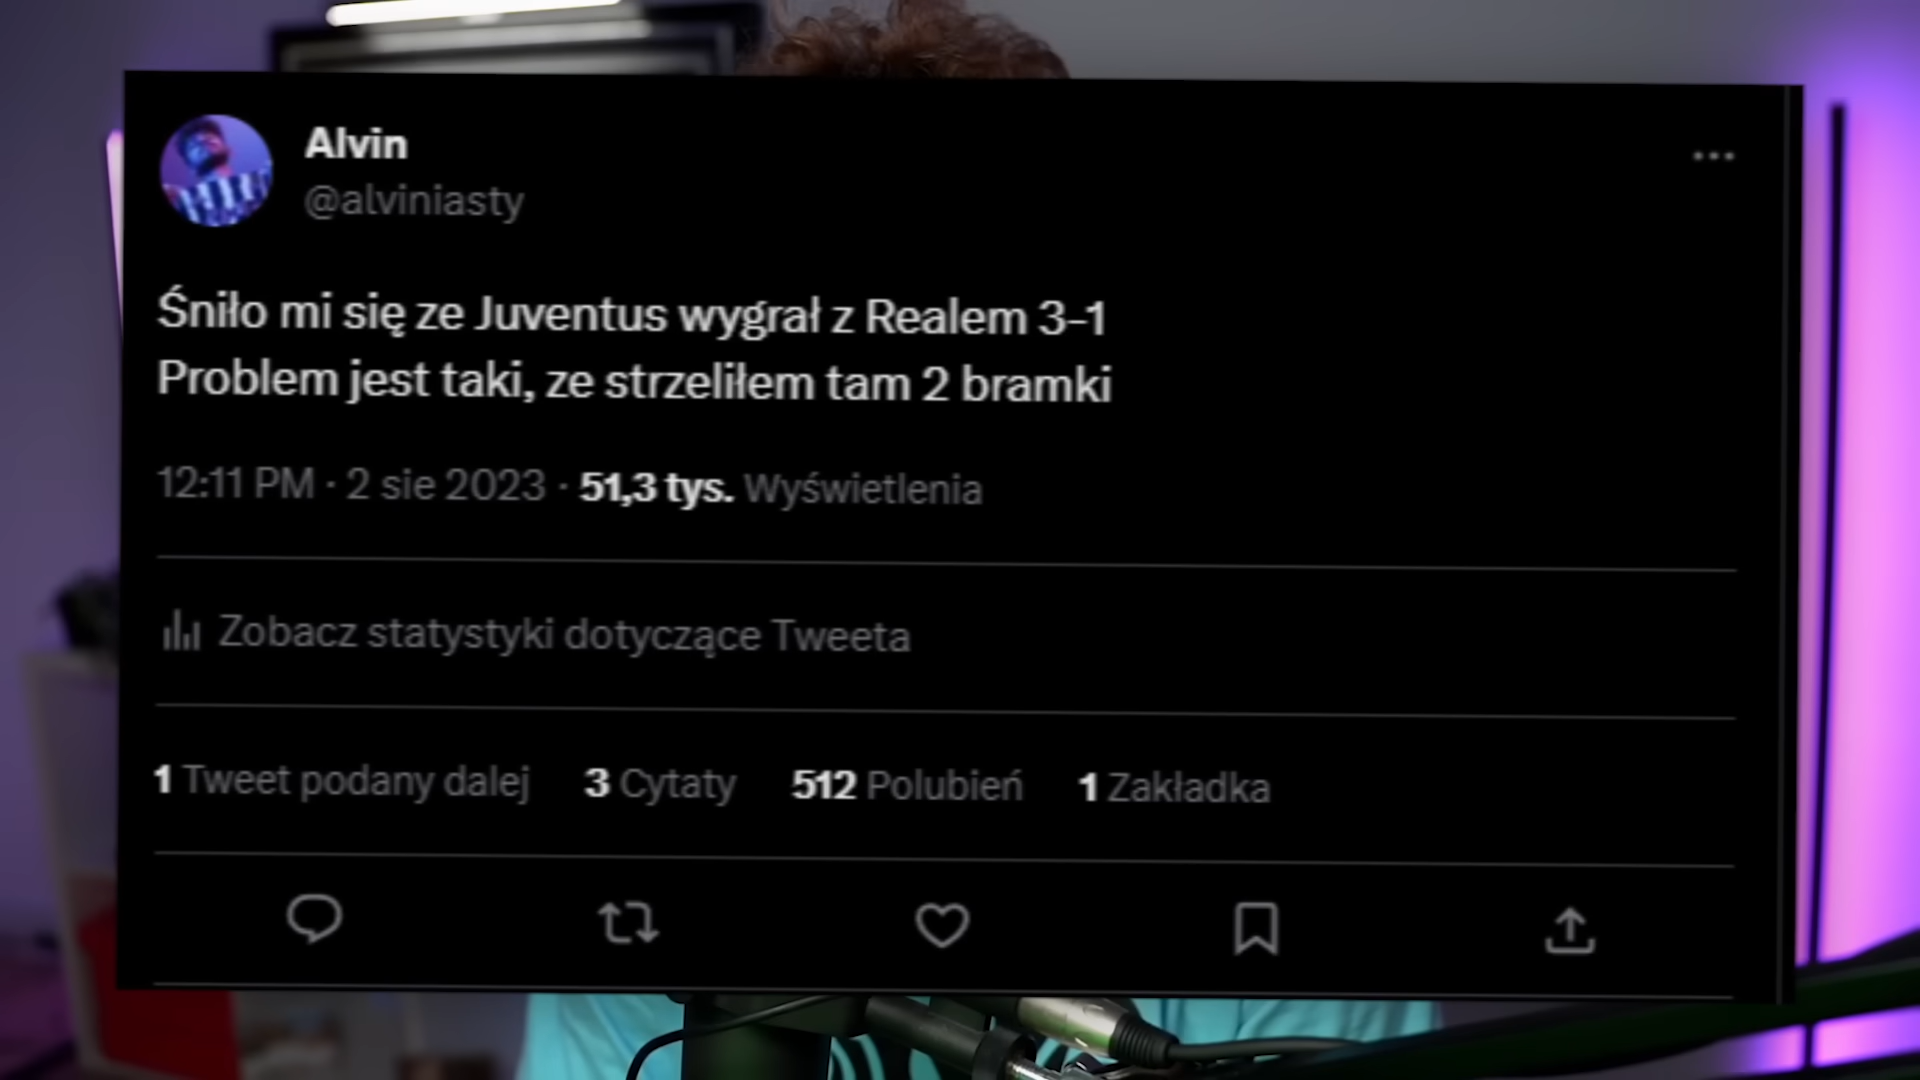 Alvin
@alviniasty
Śniło mi się ze Juventus wygrał z Realem 3-1
Problem jest taki, ze strzeliłem tam 2 bramki
12:11 PM · 2 sie 2023 · 51,3 tys. Wyświetlenia
Zobacz statystyki dotyczące Tweeta
1 Tweet podany dalej 3 Cytaty 512 Polubień 1 Zakładka